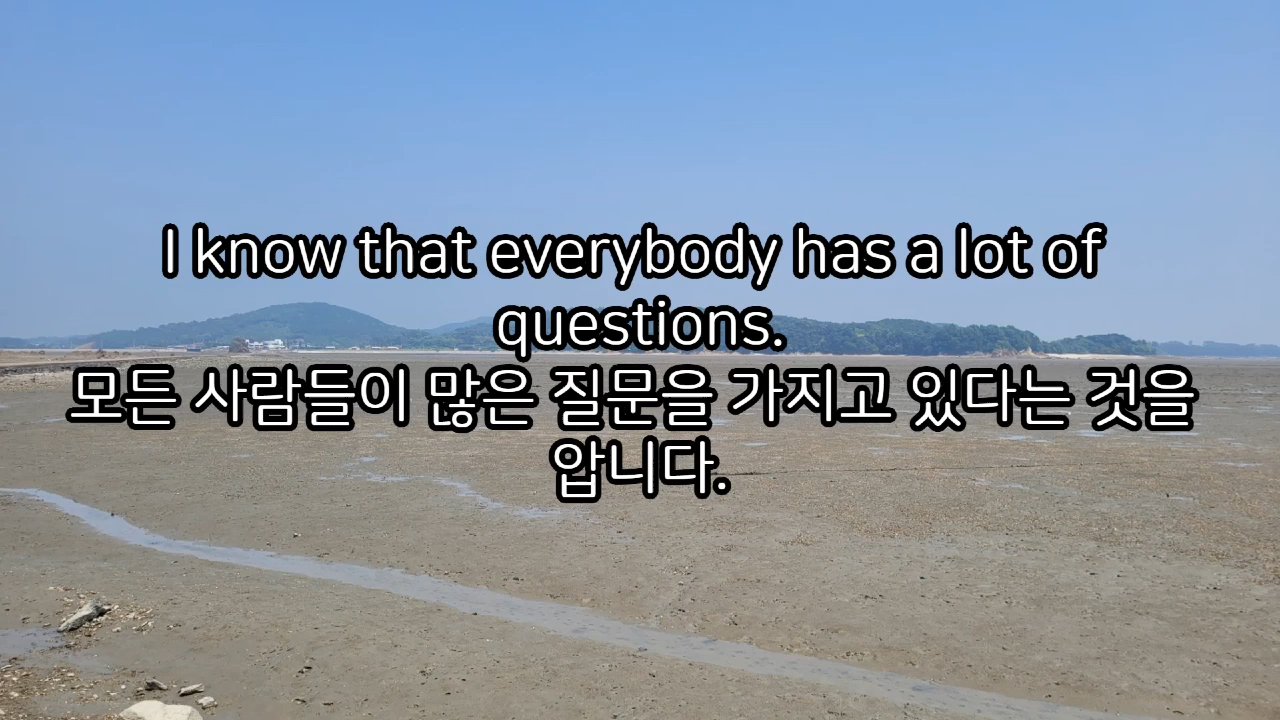 I know that everybody has a lot of
questions.
모든 사람들이 많은 질문을 가지고 있다는 것을
압니다.